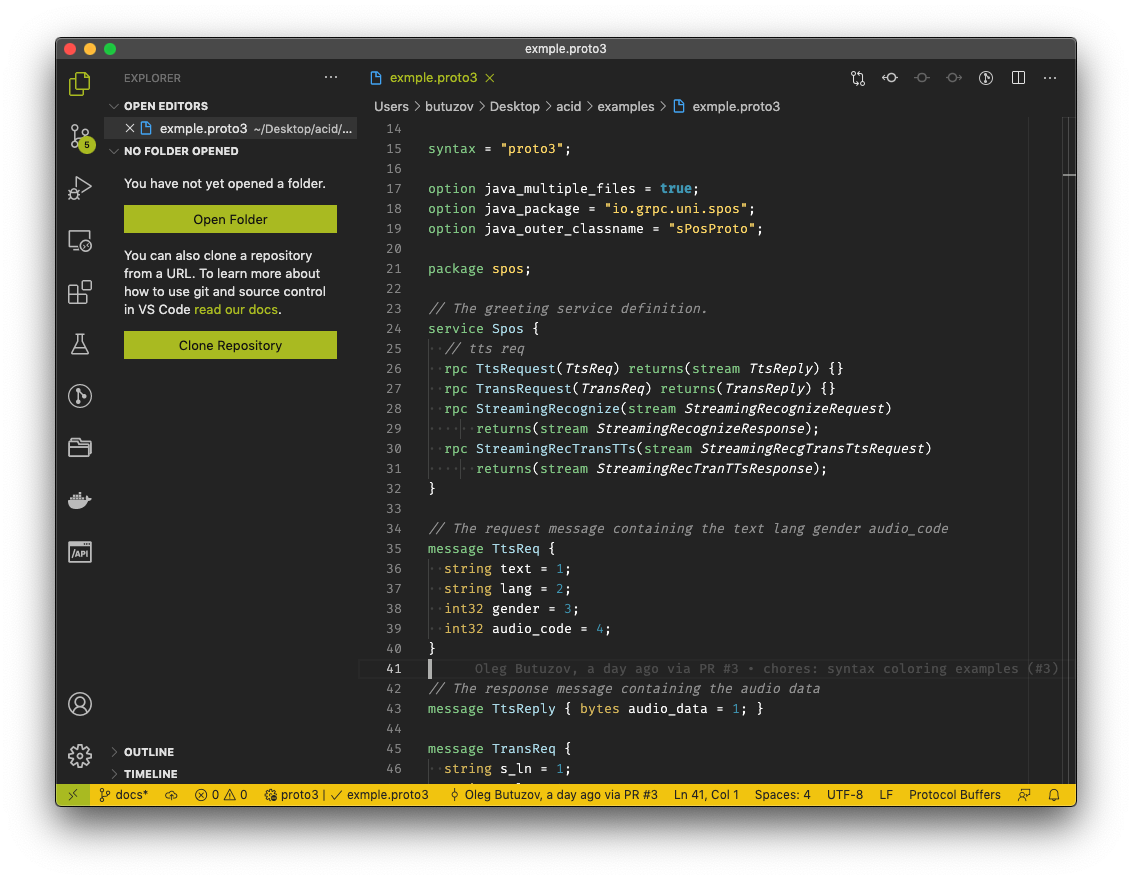 exmple.proto3
EXPLORER
OPEN EDITORS
exmple.proto3 ~/Desktop/acid/...
NO FOLDER OPENED
You have not yet opened a folder.
Open Folder
You can also clone a repository
from a URL. To learn more about
how to use git and source control
in VS Code read our docs.
Clone Repository
OUTLINE
TIMELINE
5
/API
exmple.proto3
Users > butuzov > Desktop > acid > examples > exmple.proto3
14
15 syntax = "proto3";
16
17 option java_multiple_files = true;
18 option java_package = "io.grpc.uni.spos";
19 option java_outer_classname = "sPosProto";
20
21 package spos;
22
23 // The greeting service definition.
24 service Spos {
25 // tts req
26 rpc TtsRequest(TtsReq) returns(stream TtsReply) {}
27 rpc TransRequest(TransReq) returns(TransReply) {}
28 rpc StreamingRecognize(stream StreamingRecognizeRequest)
29 returns(stream StreamingRecognizeResponse);
30 rpc StreamingRecTransTTs(stream StreamingRecgTransTtsRequest)
31 returns(stream StreamingRecTranTTsResponse);
32 }
33
34 // The request message containing the text lang gender audio_code
35 message TtsReq {
36 string text = 1;
37 string lang = 2;
38 int32 gender = 3;
39 int32 audio_code = 4;
40 }
41 Oleg Butuzov, a day ago via PR #3 • chores: syntax coloring examples (#3)
42 // The response message containing the audio data
43 message TtsReply { bytes audio_data = 1; }
44
45 message TransReq {
46 string s_ln = 1;
docs* 0 0 proto3 | ✓ exmple.proto3 Oleg Butuzov, a day ago via PR #3 Ln 41, Col 1 Spaces: 4 UTF-8 LF Protocol Buffers